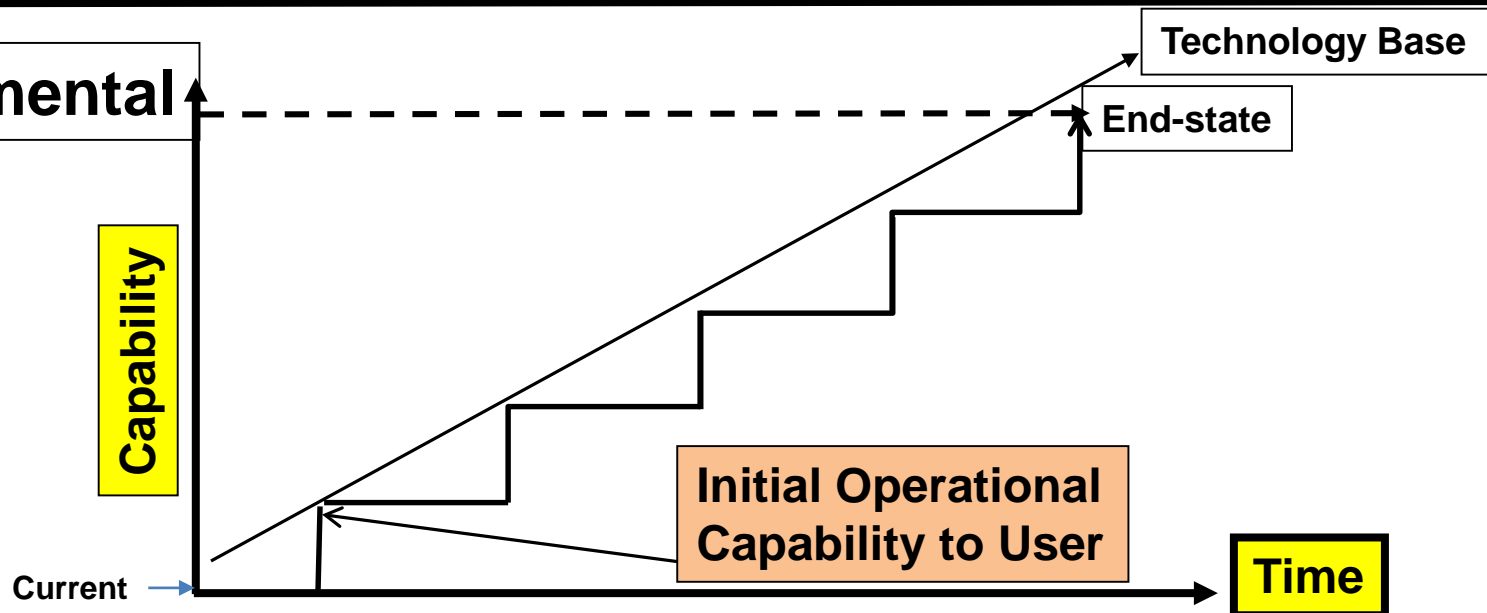 Technology Base
mental
End-state
Capability
Initial Operational
Capability to User
Time
Current